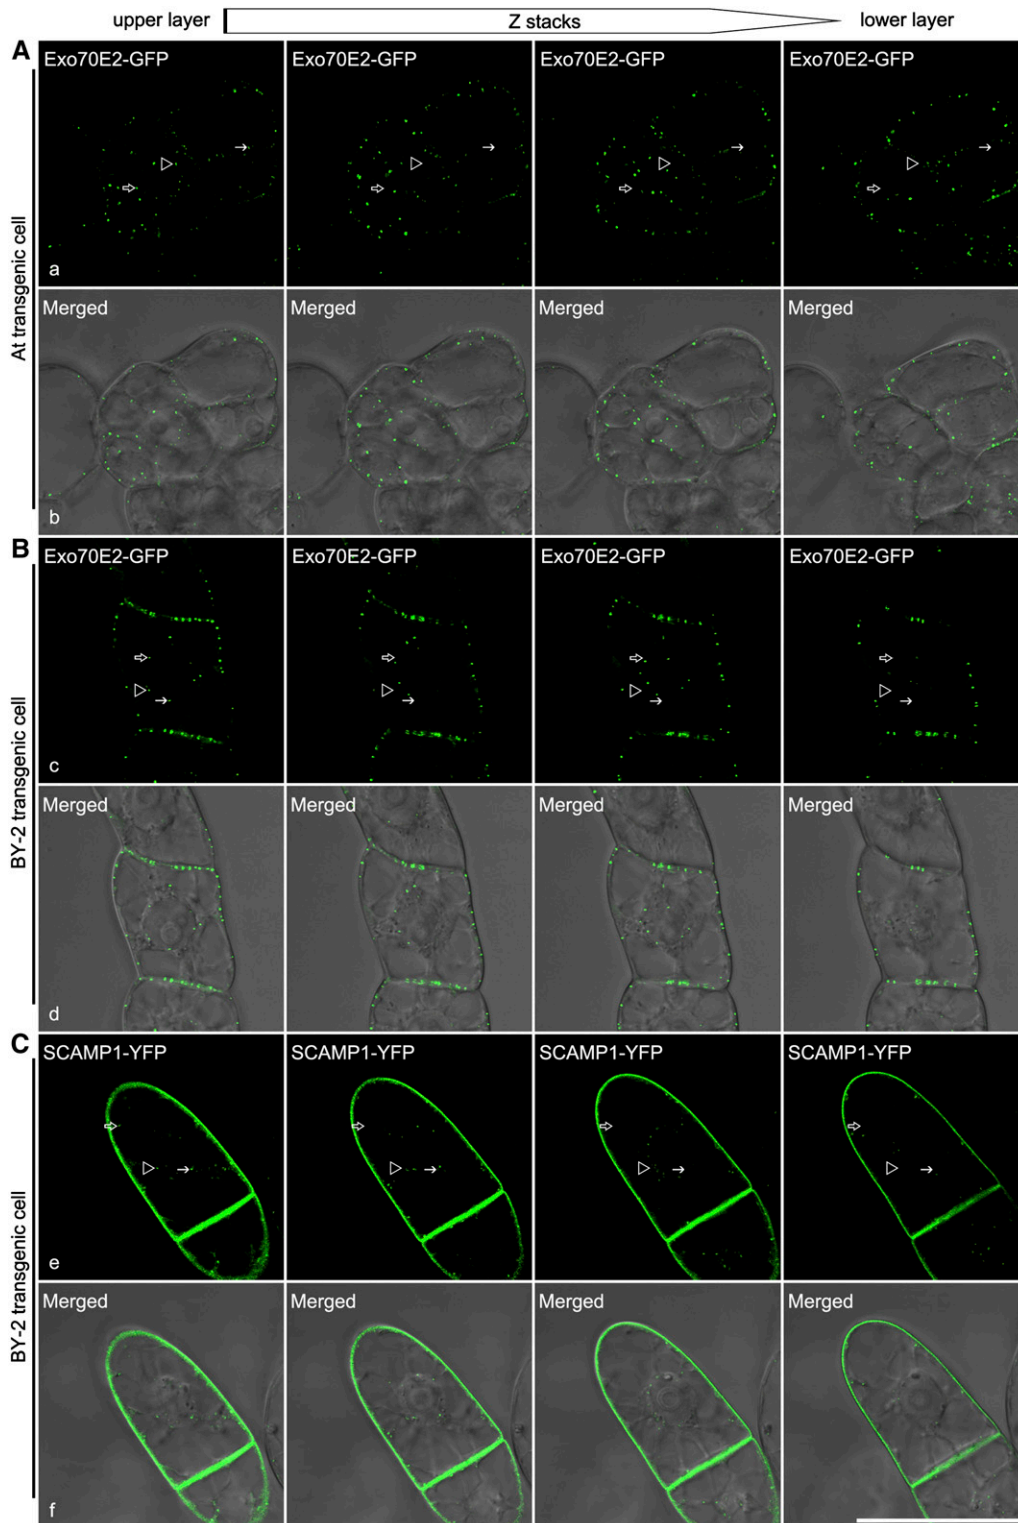 upper layer Z stacks lower layer
A
At transgenic cell
Exo70E2-GFP Exo70E2-GFP Exo70E2-GFP Exo70E2-GFP
a
Merged Merged Merged Merged
b
B
BY-2 transgenic cell
Exo70E2-GFP Exo70E2-GFP Exo70E2-GFP Exo70E2-GFP
c
Merged Merged Merged Merged
d
C
BY-2 transgenic cell
SCAMP1-YFP SCAMP1-YFP SCAMP1-YFP SCAMP1-YFP
e
Merged Merged Merged Merged
f